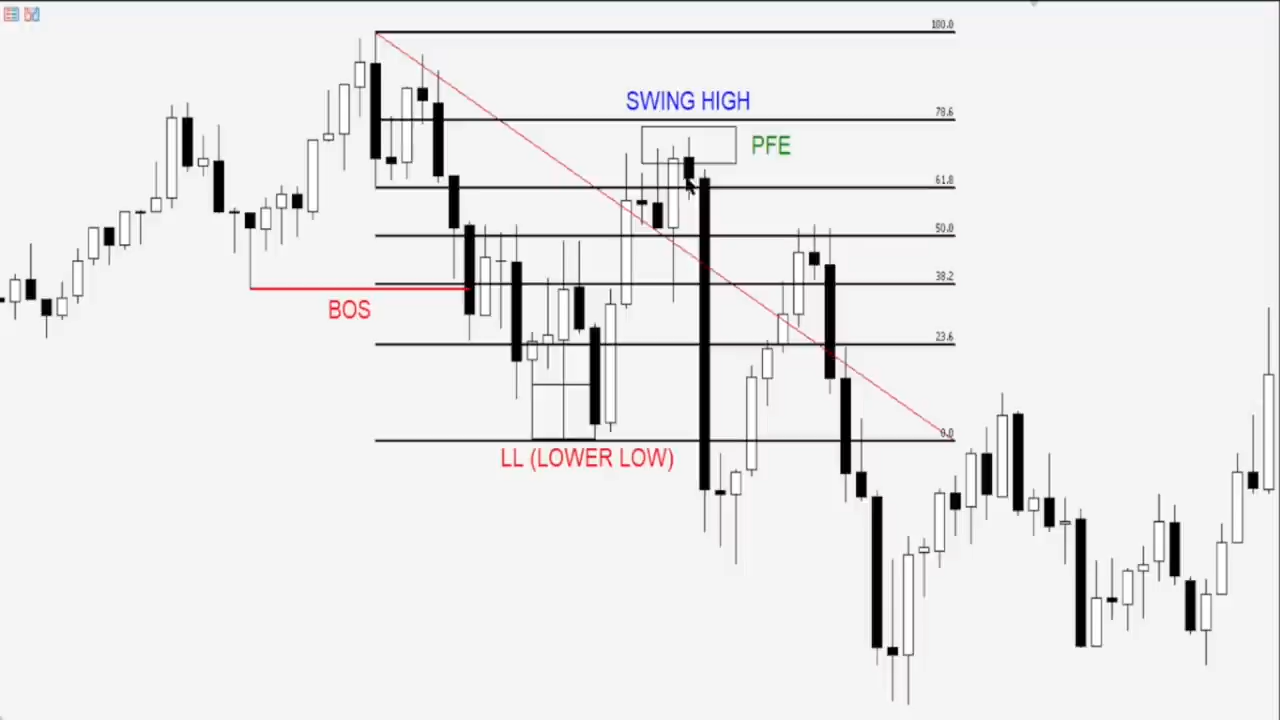 100.0
SWING HIGH
78.6
PFE
61.8
50.0
38.2
BOS
23.6
0.0
LL (LOWER LOW)